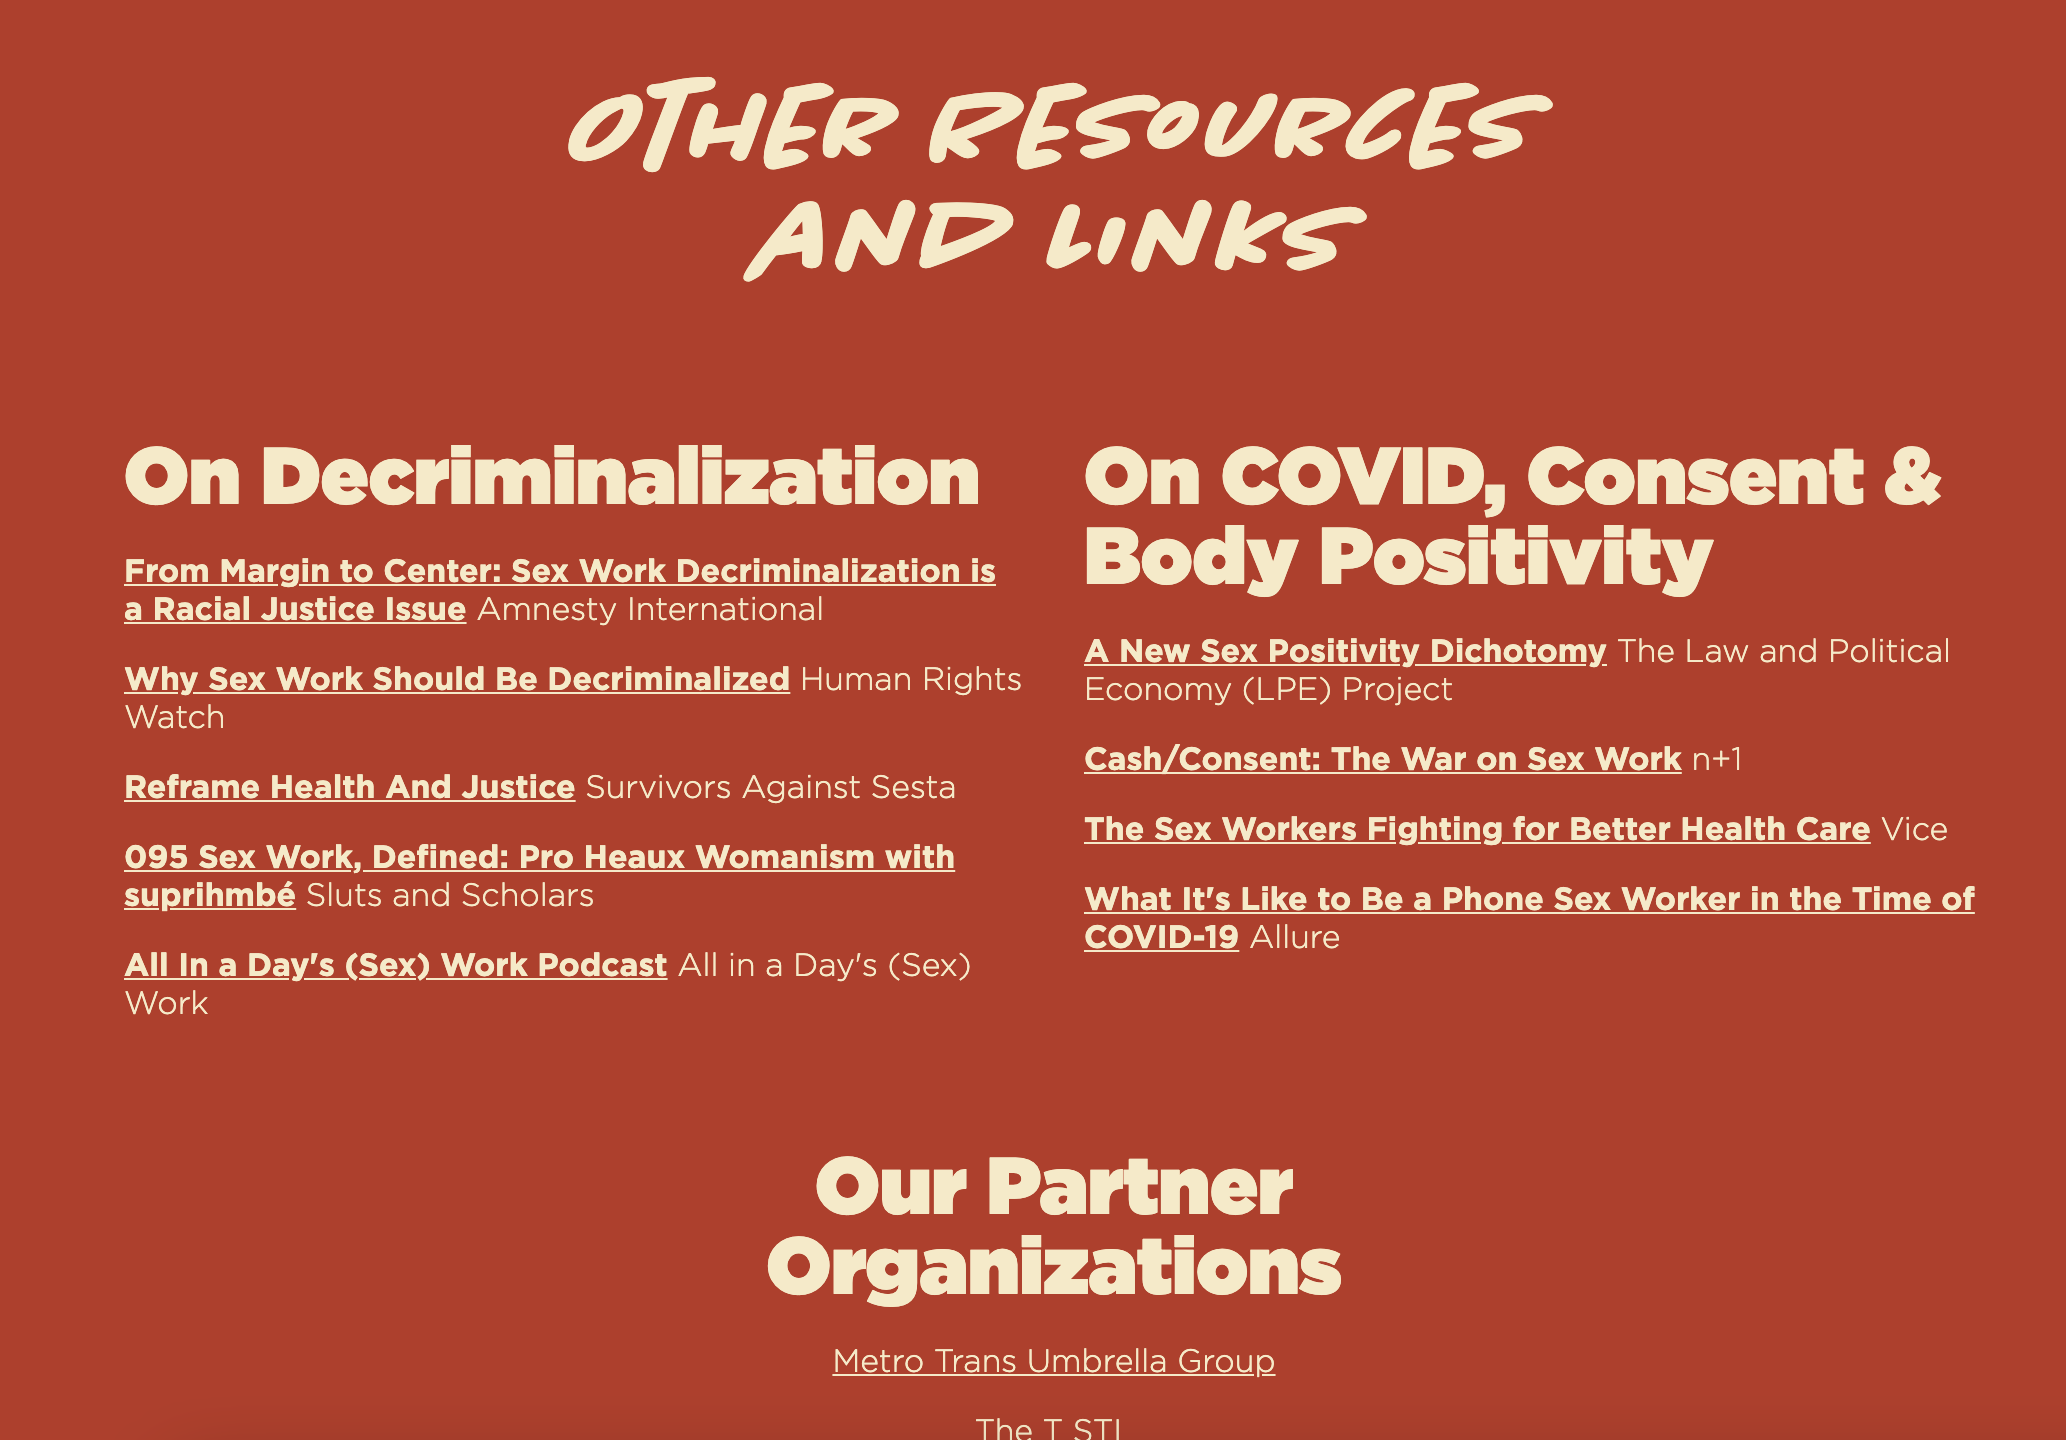 OTHER RESOURCES
AND LINKS
On Decriminalization
From Margin to Center: Sex Work Decriminalization is
a Racial Justice Issue Amnesty International
Why Sex Work Should Be Decriminalized Human Rights
Watch
Reframe Health And Justice Survivors Against Sesta
095 Sex Work, Defined: Pro Heaux Womanism with
suprihmbé Sluts and Scholars
All In a Day's (Sex) Work Podcast All in a Day's (Sex)
Work
On COVID, Consent &
Body Positivity
A New Sex Positivity Dichotomy The Law and Political
Economy (LPE) Project
Cash/Consent: The War on Sex Work n+1
The Sex Workers Fighting for Better Health Care Vice
What It's Like to Be a Phone Sex Worker in the Time of
COVID-19 Allure
Our Partner
Organizations
Metro Trans Umbrella Group
The T STL